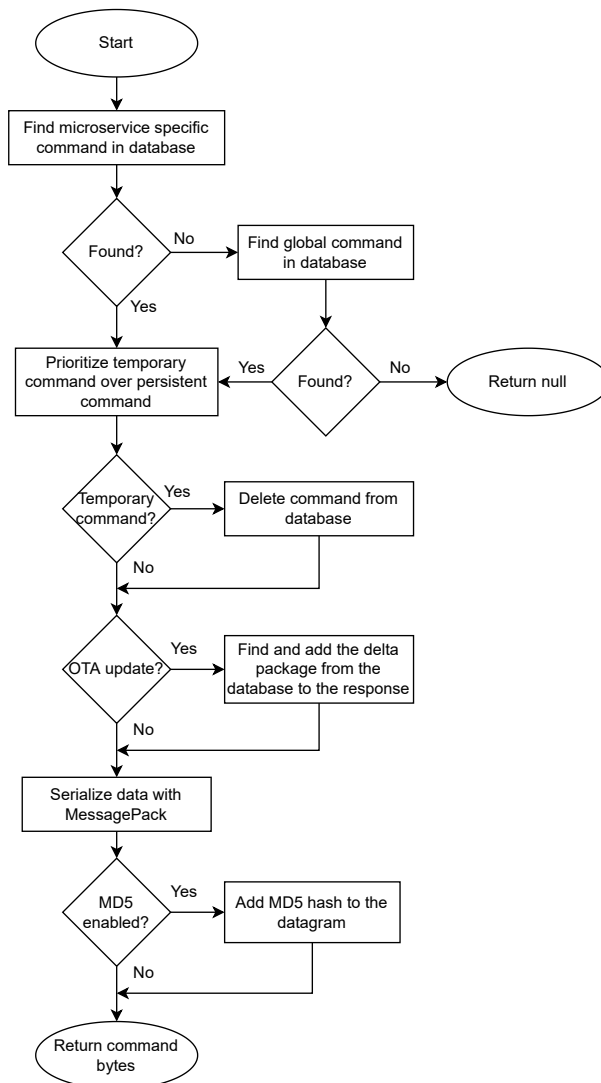 Start
Find microservice specific
command in database
Found?
No
Find global command
in database
Yes
Prioritize temporary
command over persistent
command
Yes
Found?
No
Return null
Temporary
command?
Yes
Delete command from
database
No
OTA update?
Yes
Find and add the delta
package from the
database to the response
No
Serialize data with
MessagePack
MD5
enabled?
Yes
Add MD5 hash to the
datagram
No
Return command
bytes